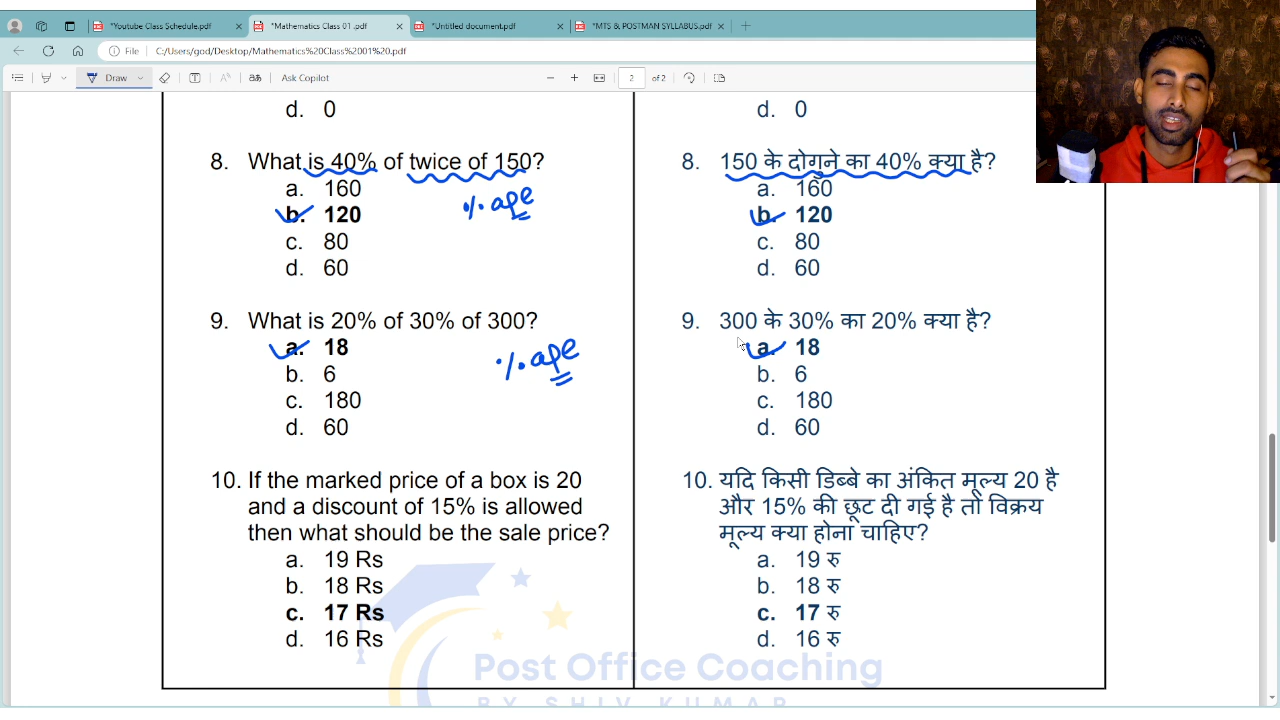 *Youtube Class Schedule.pdf
*Mathematics Class 01 .pdf
*Untitled document.pdf
*MTS & POSTMAN SYLLABUS.pdf
File C:/Users/god/Desktop/Mathematics%20Class%2001%20.pdf
Draw
Ask Copilot
2 of 2
d. 0
8. What is 40% of twice of 150?
a. 160
b. 120
c. 80
d. 60
%age
9. What is 20% of 30% of 300?
a. 18
b. 6
c. 180
d. 60
%age
10. If the marked price of a box is 20
and a discount of 15% is allowed
then what should be the sale price?
a. 19 Rs
b. 18 Rs
c. 17 Rs
d. 16 Rs
d. 0
8. 150 के दोगुने का 40% क्या है?
a. 160
b. 120
c. 80
d. 60
9. 300 के 30% का 20% क्या है?
a. 18
b. 6
c. 180
d. 60
10. यदि किसी डिब्बे का अंकित मूल्य 20 है
और 15% की छूट दी गई है तो विक्रय
मूल्य क्या होना चाहिए?
a. 19 रु
b. 18 रु
c. 17 रु
d. 16 रु
Post Office Coaching
BY SHIV KUMAR